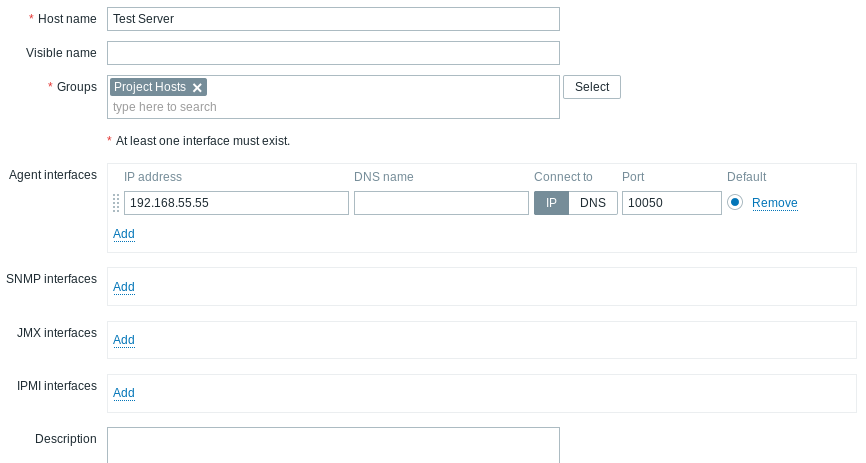 * Host name Test Server
Visible name
* Groups Project Hosts × Select
type here to search
* At least one interface must exist.
Agent interfaces IP address DNS name Connect to Port Default
192.168.55.55 IP DNS 10050 Remove
Add
SNMP interfaces Add
JMX interfaces Add
IPMI interfaces Add
Description